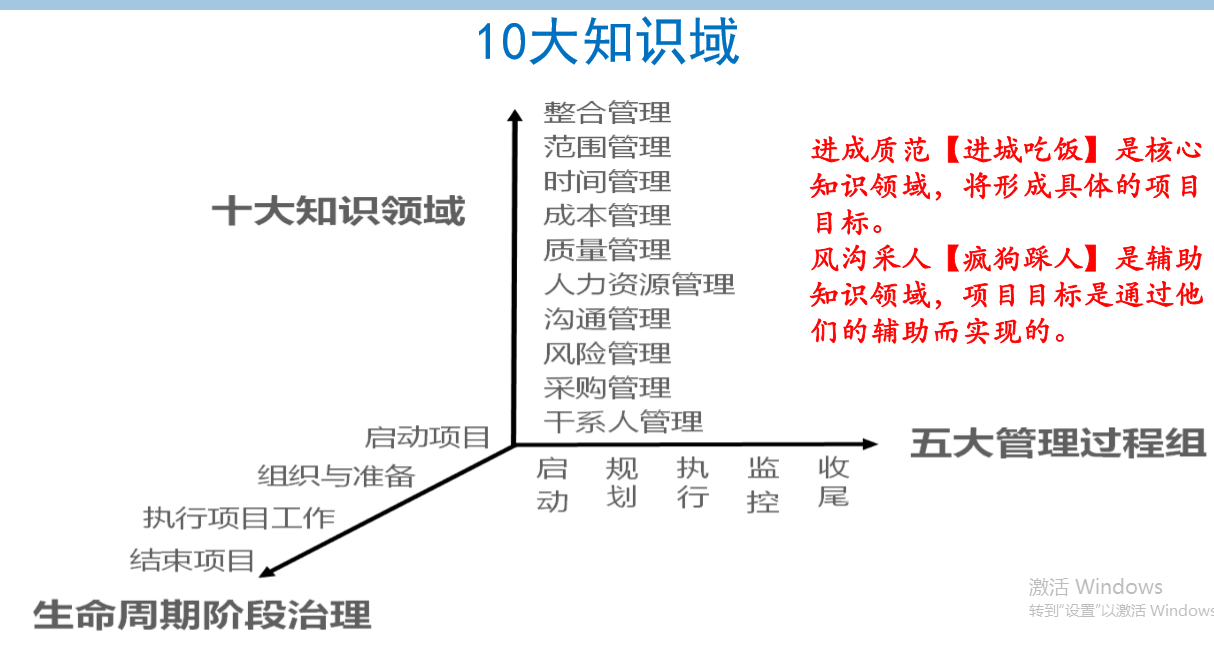 10大知识域
十大知识领域
整合管理
范围管理
时间管理
成本管理
质量管理
人力资源管理
沟通管理
风险管理
采购管理
干系人管理
进成质范【进城吃饭】是核心
知识领域，将形成具体的项目
目标。
风沟采人【疯狗踩人】是辅助
知识领域，项目目标是通过他
们的辅助而实现的。
启动项目
组织与准备
执行项目工作
结束项目
生命周期阶段治理
启动
规划
执行
监控
收尾
五大管理过程组
激活 Windows
转到“设置”以激活 Windows